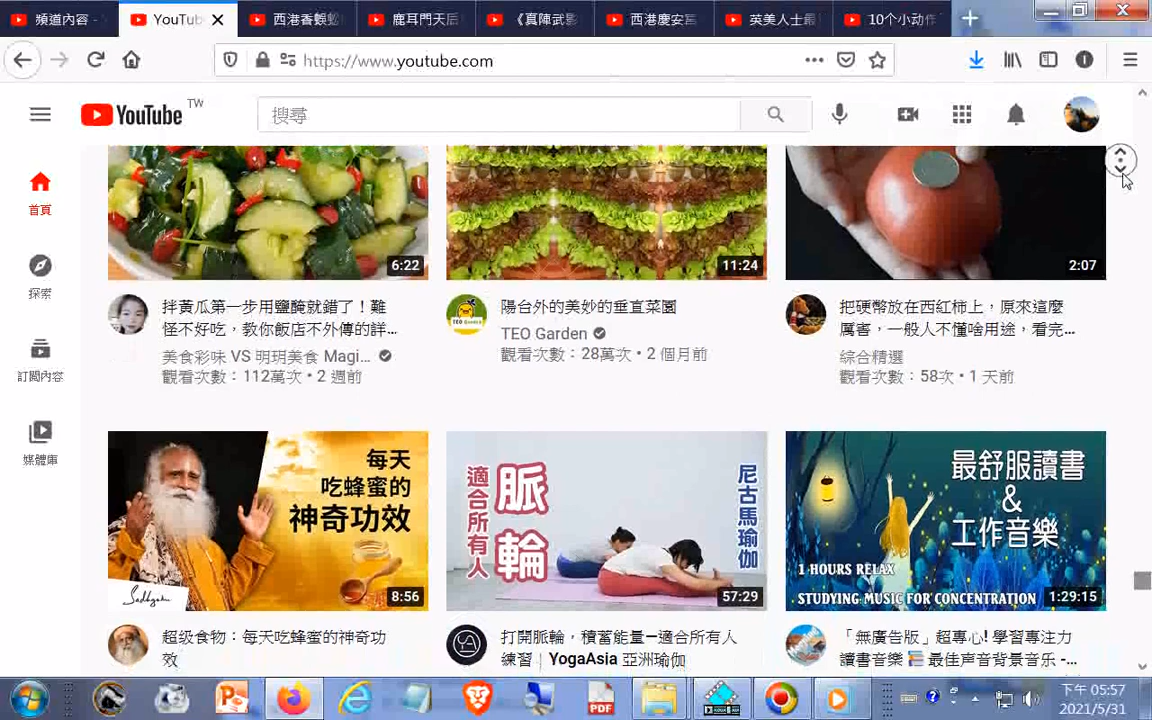 頻道內容 -
YouTube
西港香
鹿耳門天后
《真陣武
西港慶安宮
英美人士最
10个小动作
https://www.youtube.com
YouTube TW
搜尋
首頁
探索
訂閱內容
媒體庫
6:22
11:24
2:07
拌黃瓜第一步用鹽醃就錯了！難
怪不好吃，教你飯店不外傳的詳...
美食彩味 VS 明玥美食 Magi...
觀看次數：112萬次 • 2 週前
陽台外的美妙的垂直菜園
TEO Garden
觀看次數：28萬次 • 2 個月前
把硬幣放在西紅柿上，原來這麼
厲害，一般人不懂啥用途，看完...
綜合精選
觀看次數：58次 • 1 天前
每天
吃蜂蜜的
神奇功效
Sadhguru
8:56
適合所有人
脈輪
尼古馬瑜伽
57:29
最舒服讀書
&
工作音樂
1 HOURS RELAX
STUDYING MUSIC FOR CONCENTRATION
1:29:15
超级食物：每天吃蜂蜜的神奇功
效
打開脈輪，積蓄能量—適合所有人
練習 | YogaAsia 亞洲瑜伽
「無廣告版」超專心! 學習專注力
讀書音樂 📚 最佳声音背景音乐 -...
PDF
下午 05:57
2021/5/31